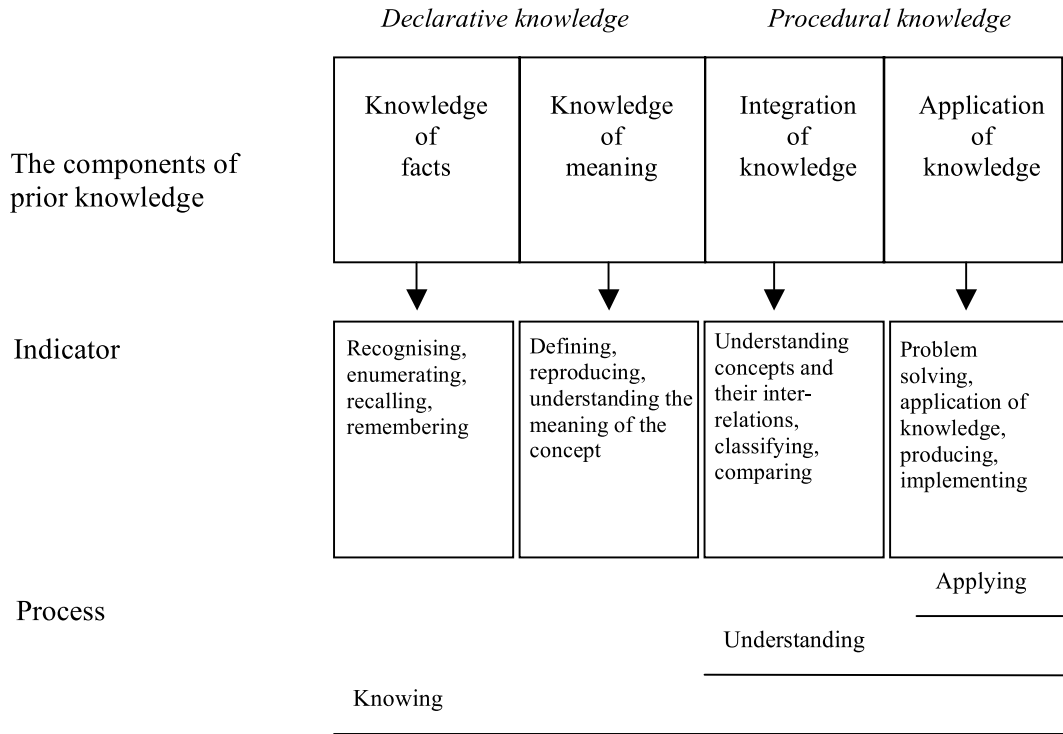 Declarative knowledge
Procedural knowledge
The components of
prior knowledge
Knowledge
of
facts
Knowledge
of
meaning
Integration
of
knowledge
Application
of
knowledge
Indicator
Recognising,
enumerating,
recalling,
remembering
Defining,
reproducing,
understanding the
meaning of the
concept
Understanding
concepts and
their inter-
relations,
classifying,
comparing
Problem
solving,
application of
knowledge,
producing,
implementing
Process
Applying
Understanding
Knowing